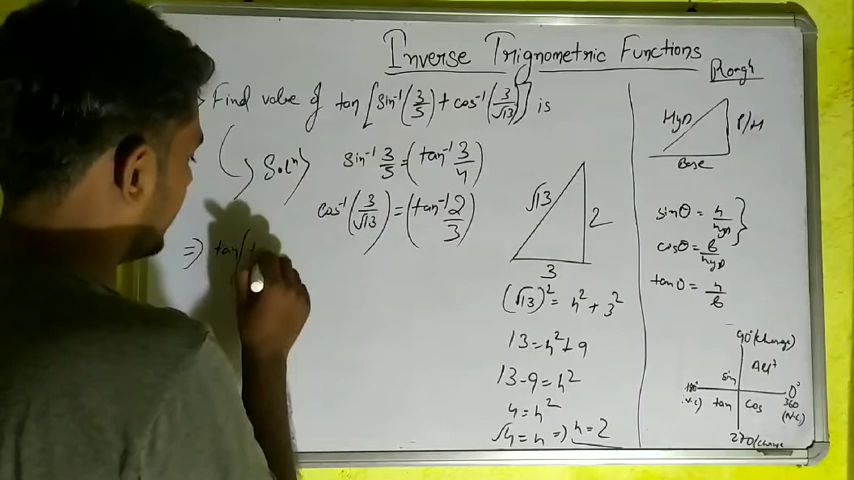 Inverse Trignometric Functions
Find value of tan[sin⁻¹(3/5) + cos⁻¹(3/√13)] is
Solⁿ
sin⁻¹ 3/5 = (tan⁻¹ 3/4)
cos⁻¹(3/√13) = (tan⁻¹ 2/3)
=> tan(t
√13
2
3
(√13)² = h² + 3²
13 = h² + 9
13 - 9 = h²
4 = h²
√4 = h => h = 2
Rough
Hyp
P/H
Base
sinθ = h/hyp
cosθ = b/hyp
tanθ = h/b
90° (change)
sin
All
180°
(N.C)
0°
360
(N.C)
tan
cos
270 (change